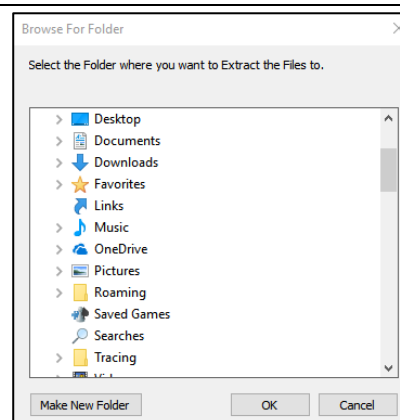 Browse For Folder
Select the Folder where you want to Extract the Files to.
Desktop
Documents
Downloads
Favorites
Links
Music
OneDrive
Pictures
Roaming
Saved Games
Searches
Tracing
Make New Folder
OK
Cancel